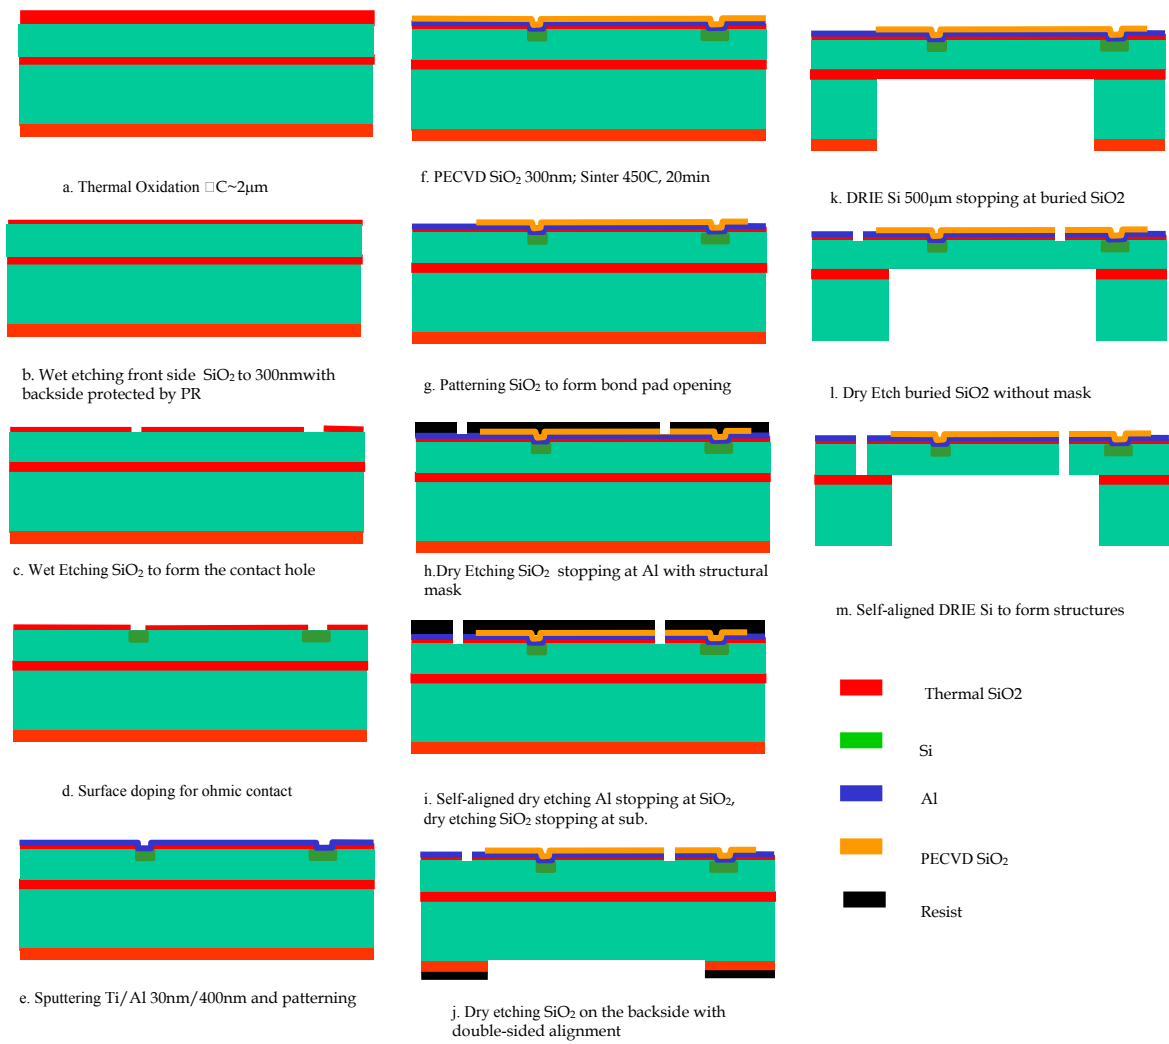 a. Thermal Oxidation □C~2μm
b. Wet etching front side SiO₂ to 300nmwith
backside protected by PR
c. Wet Etching SiO₂ to form the contact hole
d. Surface doping for ohmic contact
e. Sputtering Ti/Al 30nm/400nm and patterning
f. PECVD SiO₂ 300nm; Sinter 450C, 20min
g. Patterning SiO₂ to form bond pad opening
h.Dry Etching SiO₂ stopping at Al with structural
mask
i. Self-aligned dry etching Al stopping at SiO₂,
dry etching SiO₂ stopping at sub.
j. Dry etching SiO₂ on the backside with
double-sided alignment
k. DRIE Si 500μm stopping at buried SiO2
l. Dry Etch buried SiO2 without mask
m. Self-aligned DRIE Si to form structures
Thermal SiO2
Si
Al
PECVD SiO₂
Resist